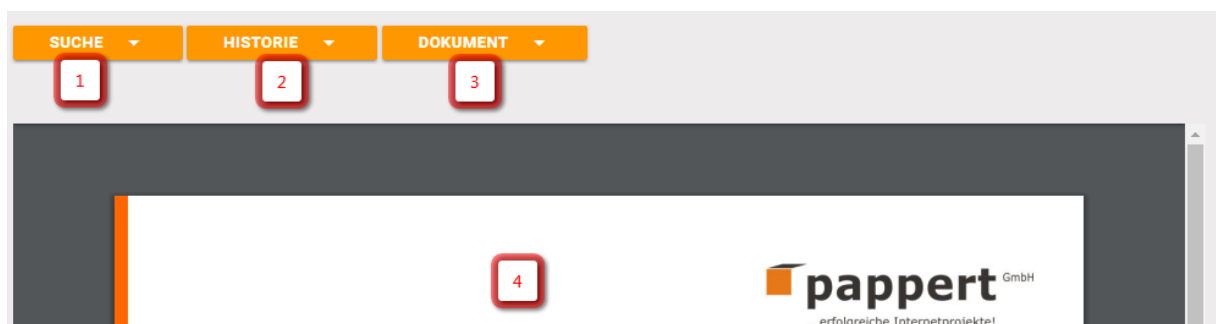 SUCHE HISTORIE DOKUMENT
1 2 3
4
pappert GmbH
erfolgreiche Internetprojekte!